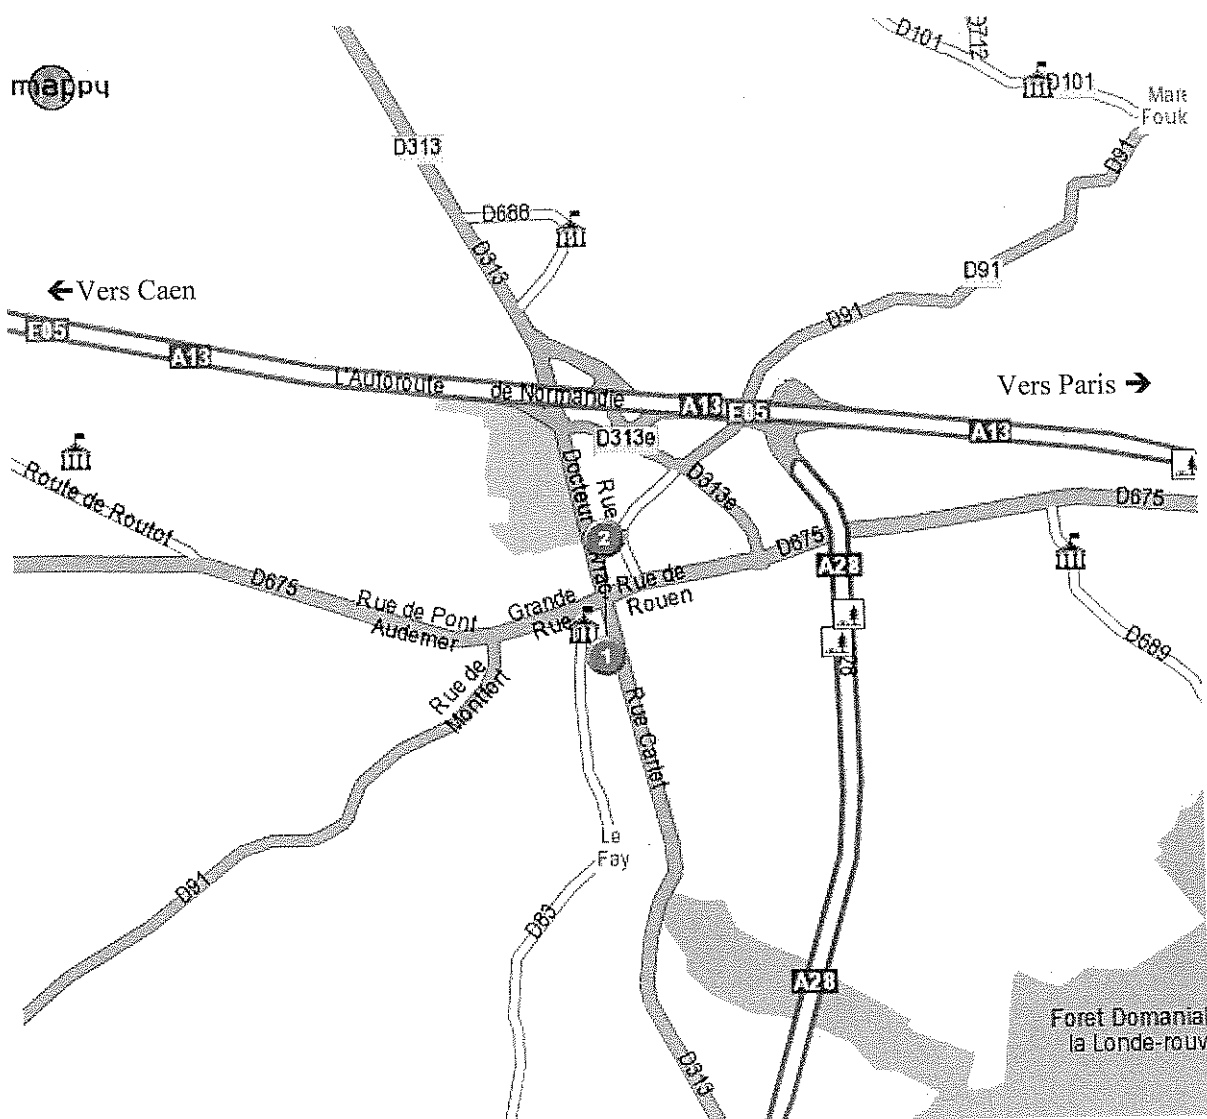 D101
D712
mappy
D101
Fouk
D313
D91
D688
D313
D91
← Vers Caen
D91
E05
A13
L'Autoroute de Normandie
A13
E05
Vers Paris →
A13
D313e
Docteur
Rue
D313e
D675
Route de Routot
2
D675
A28
D675
Rue de Pont
Audemer
Grande
Rue
Rue de
Rouen
1
D689
Rue de
Montfort
Rue Carlet
Le
Fay
D91
D83
A28
Foret Domanial
la Londe-rouv
D313